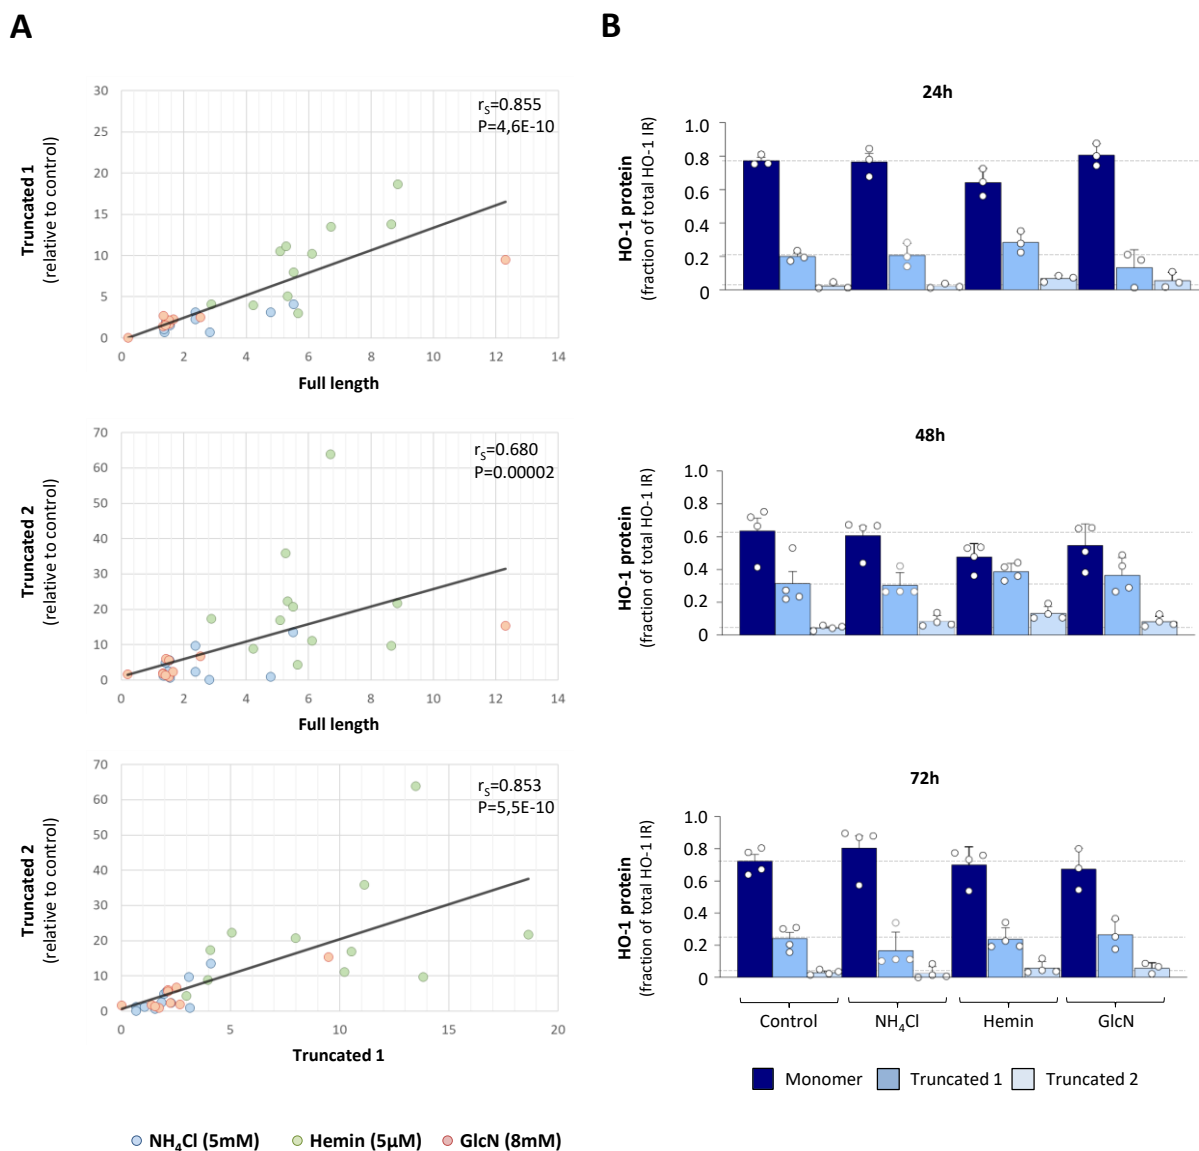 A
30
25
20
15
10
5
0
Truncated 1
(relative to control)
rS=0.855
P=4,6E-10
0 2 4 6 8 10 12 14
Full length
70
60
50
40
30
20
10
0
Truncated 2
(relative to control)
rS=0.680
P=0.00002
0 2 4 6 8 10 12 14
Full length
70
60
50
40
30
20
10
0
Truncated 2
(relative to control)
rS=0.853
P=5,5E-10
0 5 10 15 20
Truncated 1
NH4Cl (5mM) Hemin (5µM) GlcN (8mM)
B
24h
HO-1 protein
(fraction of total HO-1 IR)
1.0
0.8
0.6
0.4
0.2
0
48h
HO-1 protein
(fraction of total HO-1 IR)
1.0
0.8
0.6
0.4
0.2
0
72h
HO-1 protein
(fraction of total HO-1 IR)
1.0
0.8
0.6
0.4
0.2
0
Control NH4Cl Hemin GlcN
Monomer Truncated 1 Truncated 2